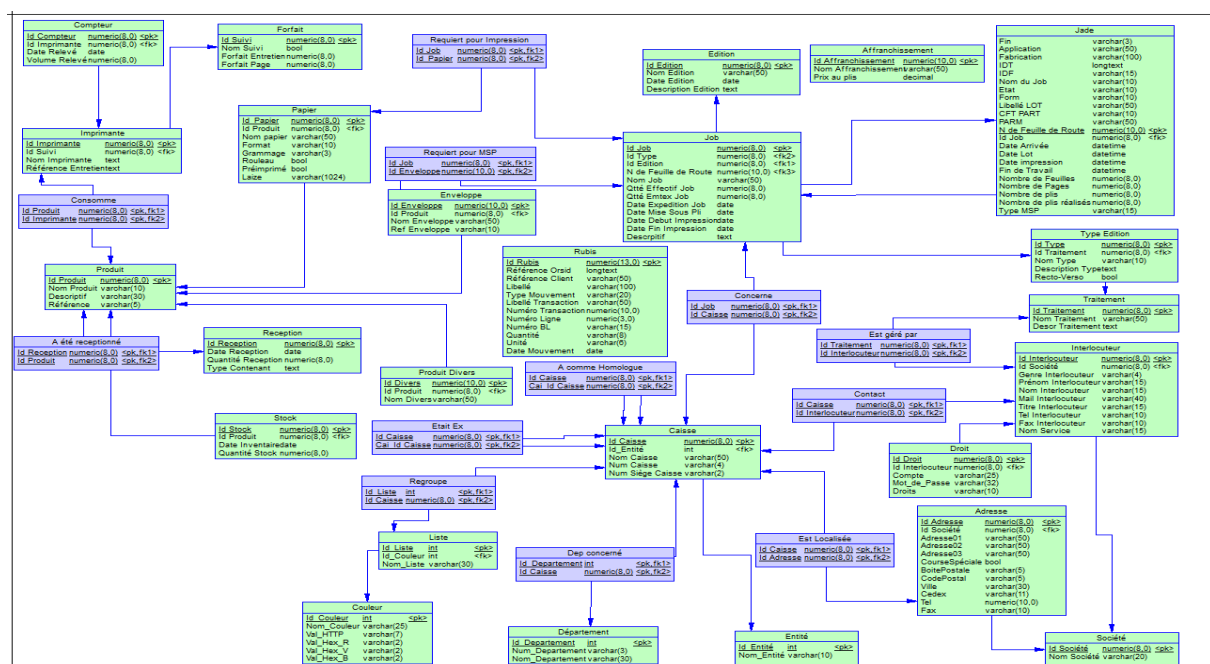 Compteur
Id Compteur numeric(8,0) <pk>
Id Imprimante numeric(8,0) <fk>
Date Relevé date
Volume Relevé numeric(8,0)
Forfait
Id Suivi numeric(8,0) <pk>
Nom Suivi bool
Forfait Entretien numeric(8,0)
Forfait Page numeric(8,0)
Requiert pour Impression
Id Job numeric(8,0) <pk,fk1>
Id Papier numeric(8,0) <pk,fk2>
Edition
Id Edition numeric(8,0) <pk>
Nom Edition varchar(50)
Date Edition date
Description Edition text
Affranchissement
Id Affranchissement numeric(10,0) <pk>
Nom Affranchissement varchar(50)
Prix au plis decimal
Jade
Fin varchar(3)
Application varchar(50)
Fabrication varchar(100)
IDT longtext
IDF varchar(15)
Nom du Job varchar(10)
Etat varchar(10)
Form varchar(10)
Libellé LOT varchar(50)
CFT PART varchar(10)
PARM varchar(50)
N de Feuille de Route numeric(10,0) <pk>
Id Job numeric(8,0) <fk>
Date Arrivée datetime
Date Lot datetime
Date impression datetime
Fin de Travail datetime
Nombre de Feuilles numeric(8,0)
Nombre de Pages numeric(8,0)
Nombre de plis numeric(8,0)
Nombre de plis réalisés numeric(8,0)
Type MSP varchar(15)
Papier
Id Papier numeric(8,0) <pk>
Id Produit numeric(8,0) <fk>
Nom papier varchar(50)
Format varchar(10)
Grammage varchar(3)
Rouleau bool
Préimprimé bool
Laize varchar(1024)
Imprimante
Id Imprimante numeric(8,0) <pk>
Id Suivi numeric(8,0) <fk>
Nom Imprimante text
Référence Entretien text
Requiert pour MSP
Id Job numeric(8,0) <pk,fk1>
Id Enveloppe numeric(10,0) <pk,fk2>
Job
Id Job numeric(8,0) <pk>
Id Type numeric(8,0) <fk2>
Id Edition numeric(8,0) <fk1>
N de Feuille de Route numeric(10,0) <fk3>
Nom Job varchar(50)
Qtté Effectif Job numeric(8,0)
Qtté Emtex Job numeric(8,0)
Date Expedition Job date
Date Mise Sous Pli date
Date Debut Impression date
Date Fin Impression date
Descrpitif text
Consomme
Id Produit numeric(8,0) <pk,fk1>
Id Imprimante numeric(8,0) <pk,fk2>
Enveloppe
Id Enveloppe numeric(10,0) <pk>
Id Produit numeric(8,0) <fk>
Nom Enveloppe varchar(50)
Ref Enveloppe varchar(10)
Type Edition
Id Type numeric(8,0) <pk>
Id Traitement numeric(8,0) <fk>
Nom Type varchar(10)
Description Type text
Recto-Verso bool
Produit
Id Produit numeric(8,0) <pk>
Nom Produit varchar(10)
Descriptif varchar(30)
Référence varchar(5)
Rubis
Id Rubis numeric(13,0) <pk>
Référence Orsid longtext
Référence Client varchar(50)
Libellé varchar(100)
Type Mouvement varchar(20)
Libellé Transaction varchar(50)
Numéro Transaction numeric(10,0)
Numéro Ligne numeric(3,0)
Numéro BL varchar(15)
Quantité varchar(8)
Unité varchar(6)
Date Mouvement date
Concerne
Id Job numeric(8,0) <pk,fk1>
Id Caisse numeric(8,0) <pk,fk2>
Traitement
Id Traitement numeric(8,0) <pk>
Nom Traitement varchar(50)
Descr Traitement text
A été receptionné
Id Reception numeric(8,0) <pk,fk1>
Id Produit numeric(8,0) <pk,fk2>
Reception
Id Reception numeric(8,0) <pk>
Date Reception date
Quantité Reception numeric(8,0)
Type Contenant text
Est géré par
Id Traitement numeric(8,0) <pk,fk1>
Id Interlocuteur numeric(8,0) <pk,fk2>
Interlocuteur
Id Interlocuteur numeric(8,0) <pk>
Id Société numeric(8,0) <fk>
Genre Interlocuteur varchar(4)
Prénom Interlocuteur varchar(15)
Nom Interlocuteur varchar(15)
Mail Interlocuteur varchar(40)
Titre Interlocuteur varchar(15)
Tel Interlocuteur varchar(10)
Fax Interlocuteur varchar(10)
Nom Service varchar(15)
Produit Divers
Id Divers numeric(10,0) <pk>
Id Produit numeric(8,0) <fk>
Nom Divers varchar(50)
A comme Homologue
Id Caisse numeric(8,0) <pk,fk1>
Cai_Id Caisse numeric(8,0) <pk,fk2>
Contact
Id Caisse numeric(8,0) <pk,fk1>
Id Interlocuteur numeric(8,0) <pk,fk2>
Stock
Id Stock numeric(8,0) <pk>
Id Produit numeric(8,0) <fk>
Date Inventaire date
Quantité Stock numeric(8,0)
Etait Ex
Id Caisse numeric(8,0) <pk,fk1>
Cai_Id Caisse numeric(8,0) <pk,fk2>
Caisse
Id Caisse numeric(8,0) <pk>
Id_Entité int <fk>
Nom Caisse varchar(50)
Num Caisse varchar(4)
Num Siège Caisse varchar(2)
Droit
Id Droit numeric(8,0) <pk>
Id Interlocuteur numeric(8,0) <fk>
Compte varchar(25)
Mot_de_Passe varchar(32)
Droits varchar(10)
Regroupe
Id_Liste int <pk,fk1>
Id Caisse numeric(8,0) <pk,fk2>
Adresse
Id Adresse numeric(8,0) <pk>
Id Société numeric(8,0) <fk>
Adresse01 varchar(50)
Adresse02 varchar(50)
Adresse03 varchar(50)
CourseSpéciale bool
BoitePostale varchar(5)
CodePostal varchar(5)
Ville varchar(30)
Cedex varchar(11)
Tel numeric(10,0)
Fax varchar(10)
Liste
Id_Liste int <pk>
Id_Couleur int <fk>
Nom_Liste varchar(30)
Dep concerné
Id_Departement int <pk,fk1>
Id Caisse numeric(8,0) <pk,fk2>
Est Localisée
Id Caisse numeric(8,0) <pk,fk1>
Id Adresse numeric(8,0) <pk,fk2>
Couleur
Id_Couleur int <pk>
Nom_Couleur varchar(25)
Val_HTTP varchar(7)
Val_Hex_R varchar(2)
Val_Hex_V varchar(2)
Val_Hex_B varchar(2)
Département
Id_Departement int <pk>
Num_Departement varchar(3)
Nom_Departement varchar(30)
Entité
Id_Entité int <pk>
Nom_Entité varchar(10)
Société
Id Société numeric(8,0) <pk>
Nom Société varchar(20)